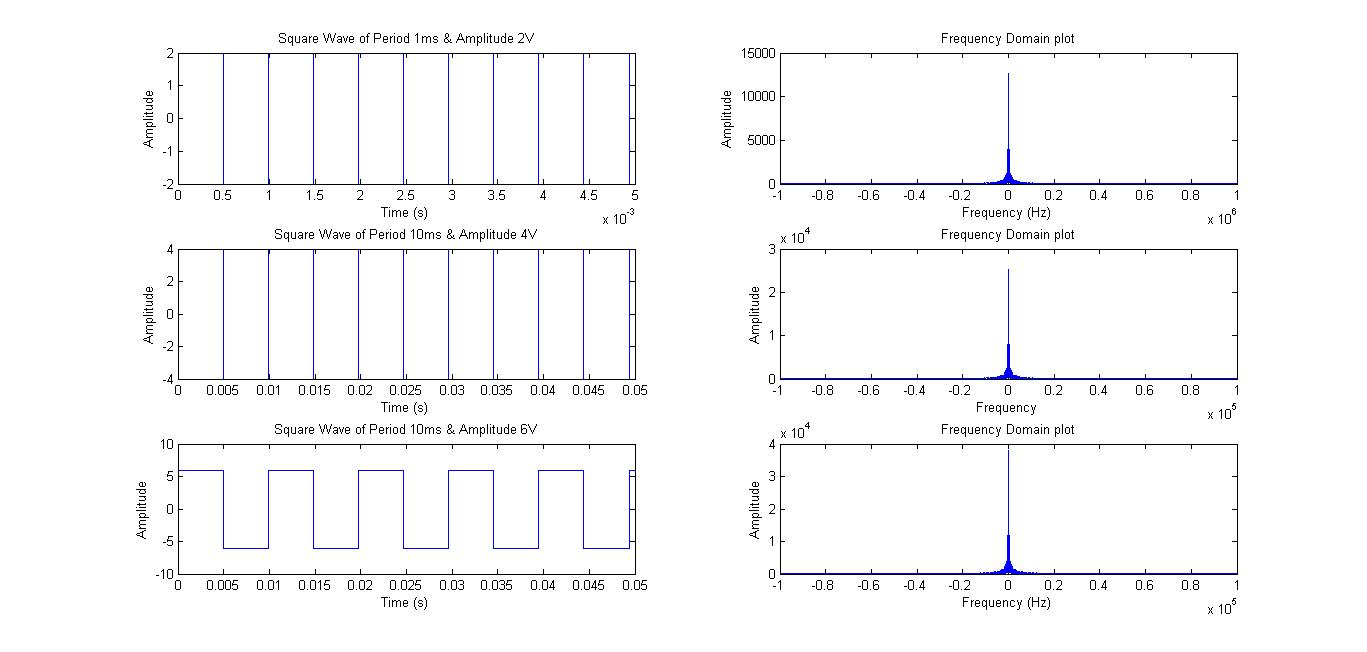 Square Wave of Period 1ms & Amplitude 2V
Amplitude
2
1
0
-1
-2
0 0.5 1 1.5 2 2.5 3 3.5 4 4.5 5
Time (s)
x 10^-3
Frequency Domain plot
Amplitude
15000
10000
5000
0
-1 -0.8 -0.6 -0.4 -0.2 0 0.2 0.4 0.6 0.8 1
Frequency (Hz)
x 10^6
Square Wave of Period 10ms & Amplitude 4V
Amplitude
4
2
0
-2
-4
0 0.005 0.01 0.015 0.02 0.025 0.03 0.035 0.04 0.045 0.05
Time (s)
x 10^4
Frequency Domain plot
Amplitude
3
2
1
0
-1 -0.8 -0.6 -0.4 -0.2 0 0.2 0.4 0.6 0.8 1
Frequency
x 10^5
Square Wave of Period 10ms & Amplitude 6V
Amplitude
10
5
0
-5
-10
0 0.005 0.01 0.015 0.02 0.025 0.03 0.035 0.04 0.045 0.05
Time (s)
x 10^4
Frequency Domain plot
Amplitude
4
3
2
1
0
-1 -0.8 -0.6 -0.4 -0.2 0 0.2 0.4 0.6 0.8 1
Frequency (Hz)
x 10^5